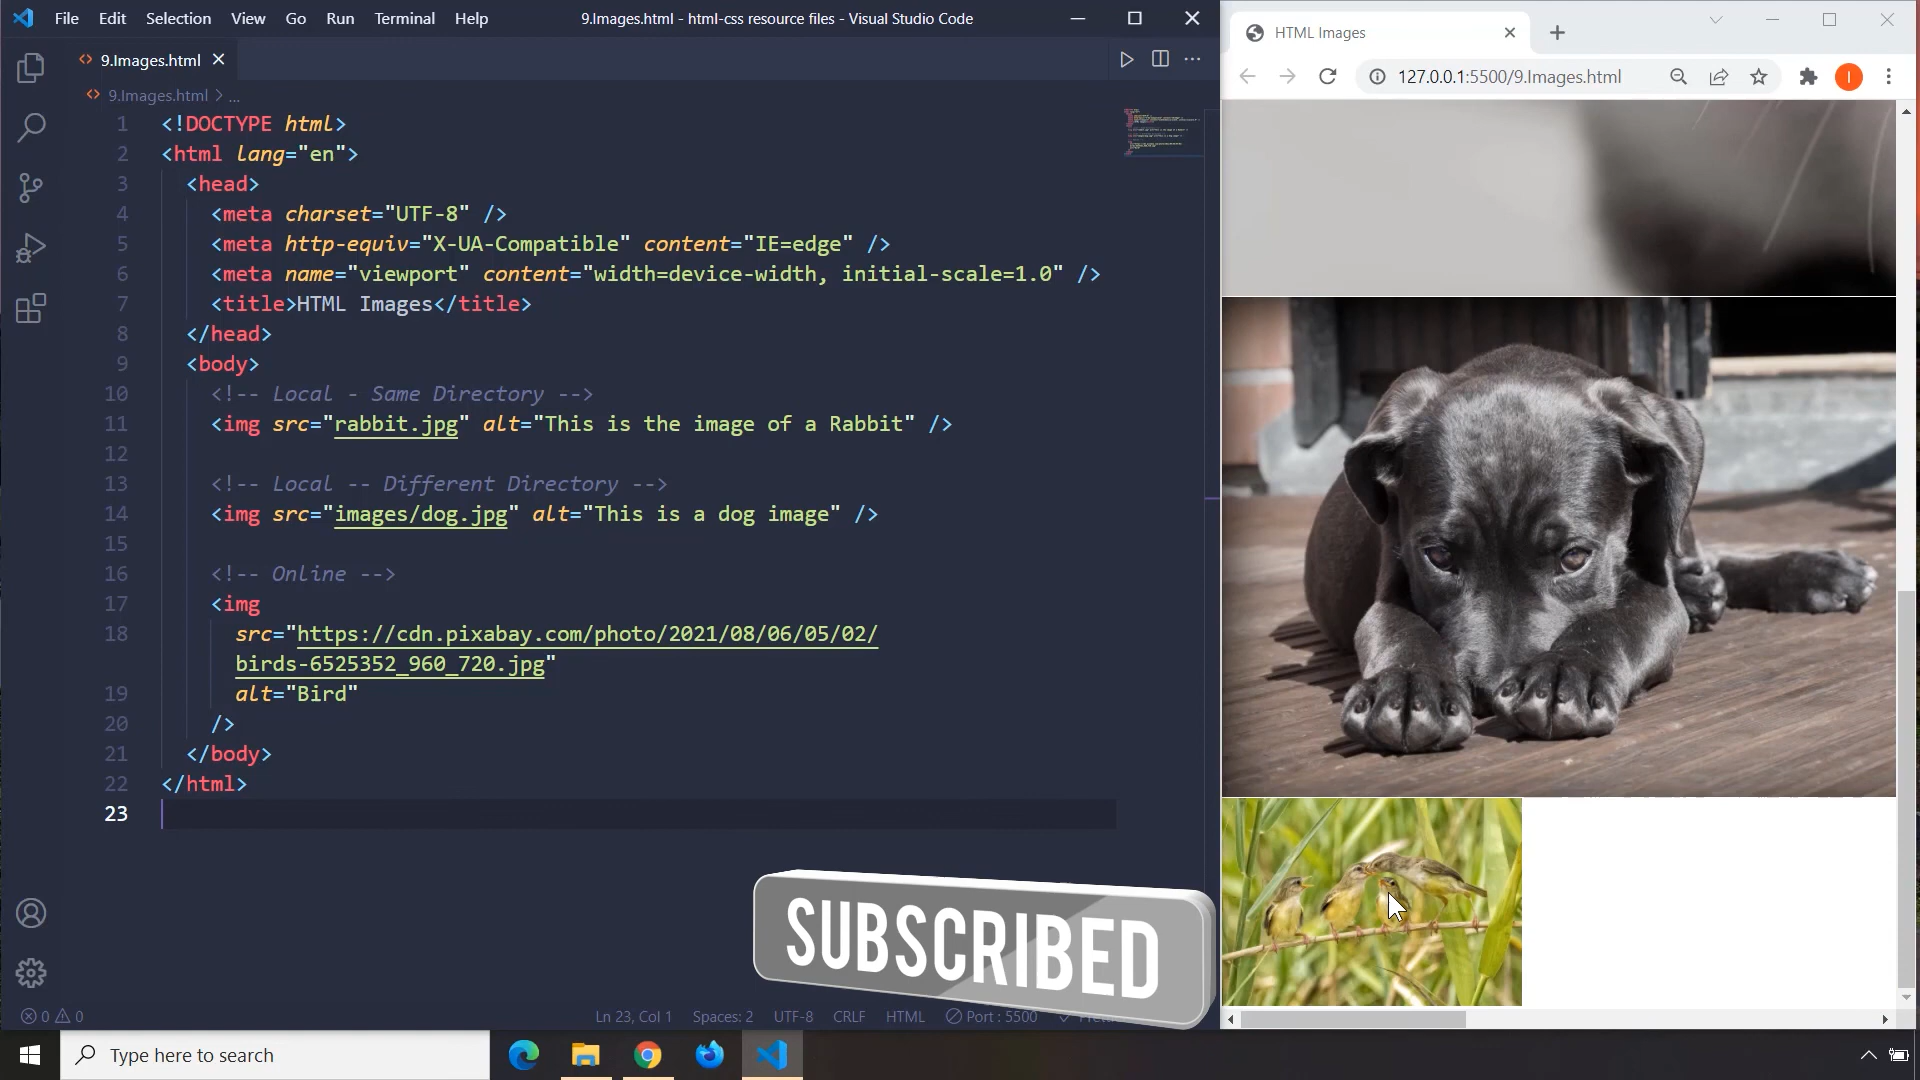 File Edit Selection View Go Run Terminal Help 9.Images.html - html-css resource files - Visual Studio Code
9.Images.html
9.Images.html > ...
1 <!DOCTYPE html>
2 <html lang="en">
3 <head>
4 <meta charset="UTF-8" />
5 <meta http-equiv="X-UA-Compatible" content="IE=edge" />
6 <meta name="viewport" content="width=device-width, initial-scale=1.0" />
7 <title>HTML Images</title>
8 </head>
9 <body>
10 <!-- Local - Same Directory -->
11 <img src="rabbit.jpg" alt="This is the image of a Rabbit" />
12
13 <!-- Local -- Different Directory -->
14 <img src="images/dog.jpg" alt="This is a dog image" />
15
16 <!-- Online -->
17 <img
18 src="https://cdn.pixabay.com/photo/2021/08/06/05/02/
birds-6525352_960_720.jpg"
19 alt="Bird"
20 />
21 </body>
22 </html>
23
SUBSCRIBED
0 0 Ln 23, Col 1 Spaces: 2 UTF-8 CRLF HTML Port : 5500
Type here to search
HTML Images
127.0.0.1:5500/9.Images.html
I